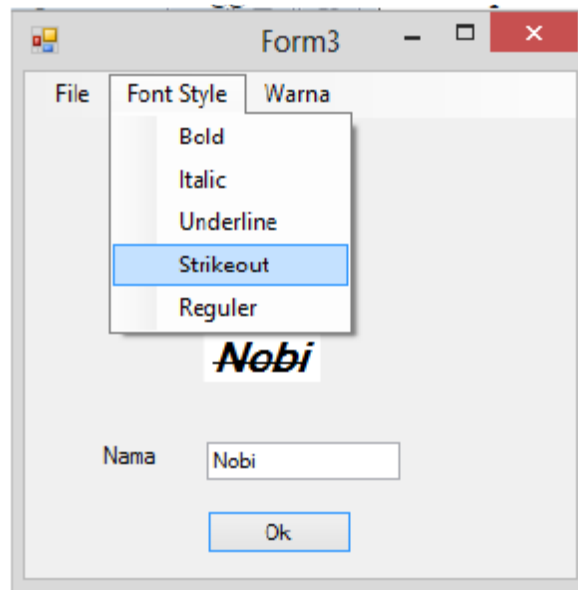 Form3
File Font Style Warna
Bold
Italic
Underline
Strikeout
Reguler
Nobi
Nama Nobi
Ok